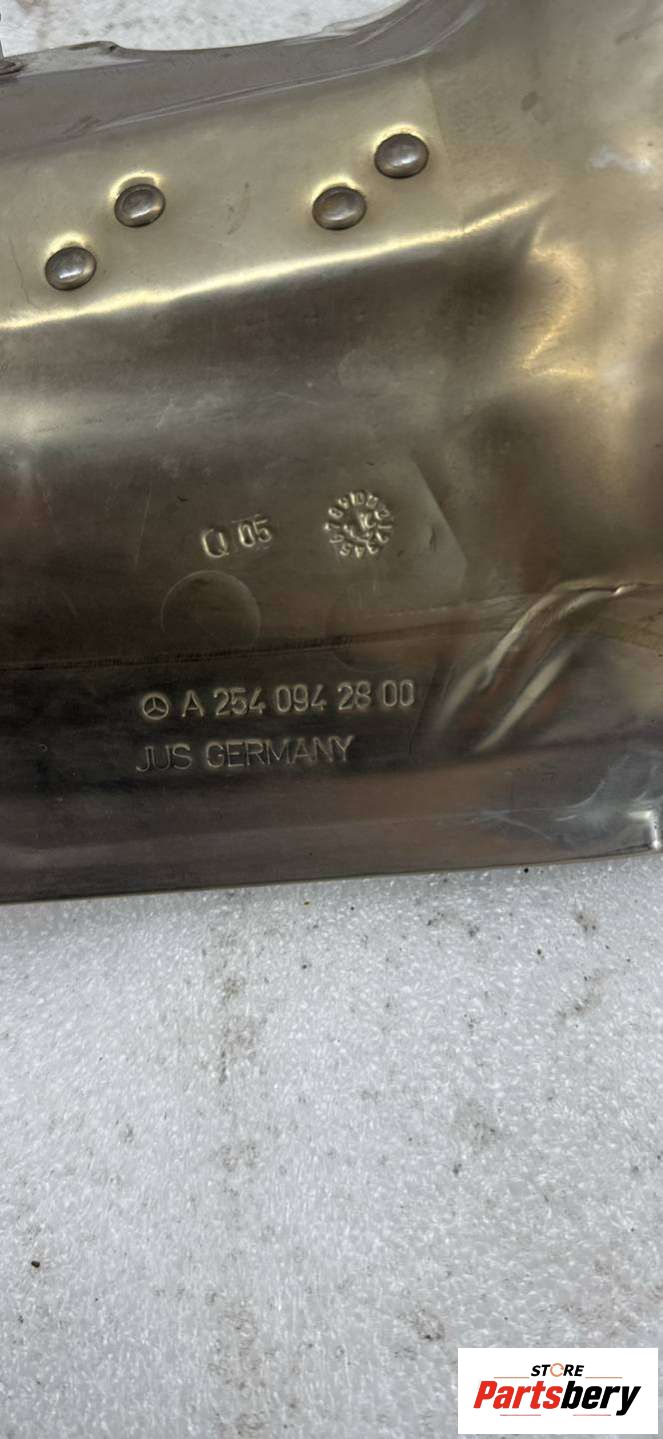 Q 05
A 254 094 28 00
JUS GERMANY
STORE
Partsbery